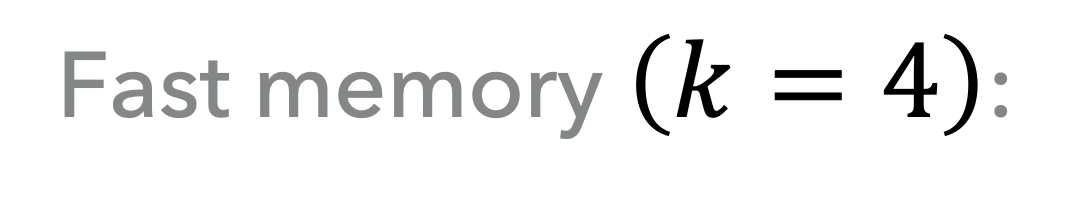 Fast memory (k = 4):